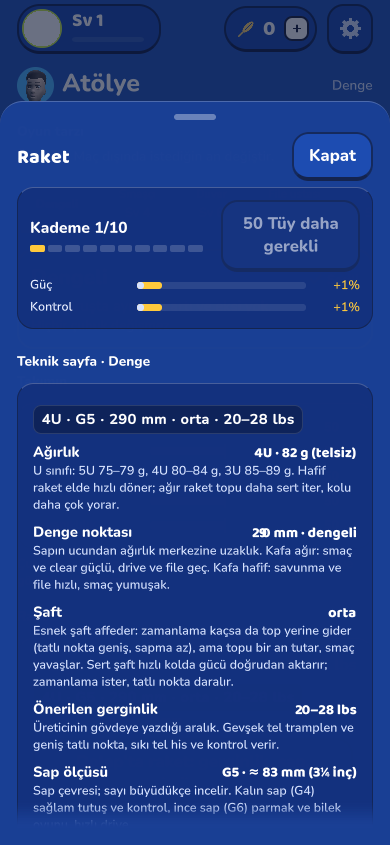 Sv 1
0
+
Atölye
Denge
Raket
Kapat
Kademe 1/10
50 Tüy daha
gerekli
Güç
+1%
Kontrol
+1%
Teknik sayfa · Denge
4U · G5 · 290 mm · orta · 20–28 lbs
Ağırlık
4U · 82 g (telsiz)
U sınıfı: 5U 75–79 g, 4U 80–84 g, 3U 85–89 g. Hafif
raket elde hızlı döner; ağır raket topu daha sert iter, kolu
daha çok yorar.
Denge noktası
290 mm · dengeli
Sapın ucundan ağırlık merkezine uzaklık. Kafa ağır: smaç
ve clear güçlü, drive ve file geç. Kafa hafif: savunma ve
file hızlı, smaç yumuşak.
Şaft
orta
Esnek şaft affeder: zamanlama kaçsa da top yerine gider
(tatlı nokta geniş, sapma az), ama topu bir an tutar, smaç
yavaşlar. Sert şaft hızlı kolda gücü doğrudan aktarır;
zamanlama ister, tatlı nokta daralır.
Önerilen gerginlik
20–28 lbs
Üreticinin gövdeye yazdığı aralık. Gevşek tel tramplen ve
geniş tatlı nokta, sıkı tel his ve kontrol verir.
Sap ölçüsü
G5 · ≈ 83 mm (3¼ inç)
Sap çevresi; sayı büyüdükçe incelir. Kalın sap (G4)
sağlam tutuş ve kontrol, ince sap (G6) parmak ve bilek